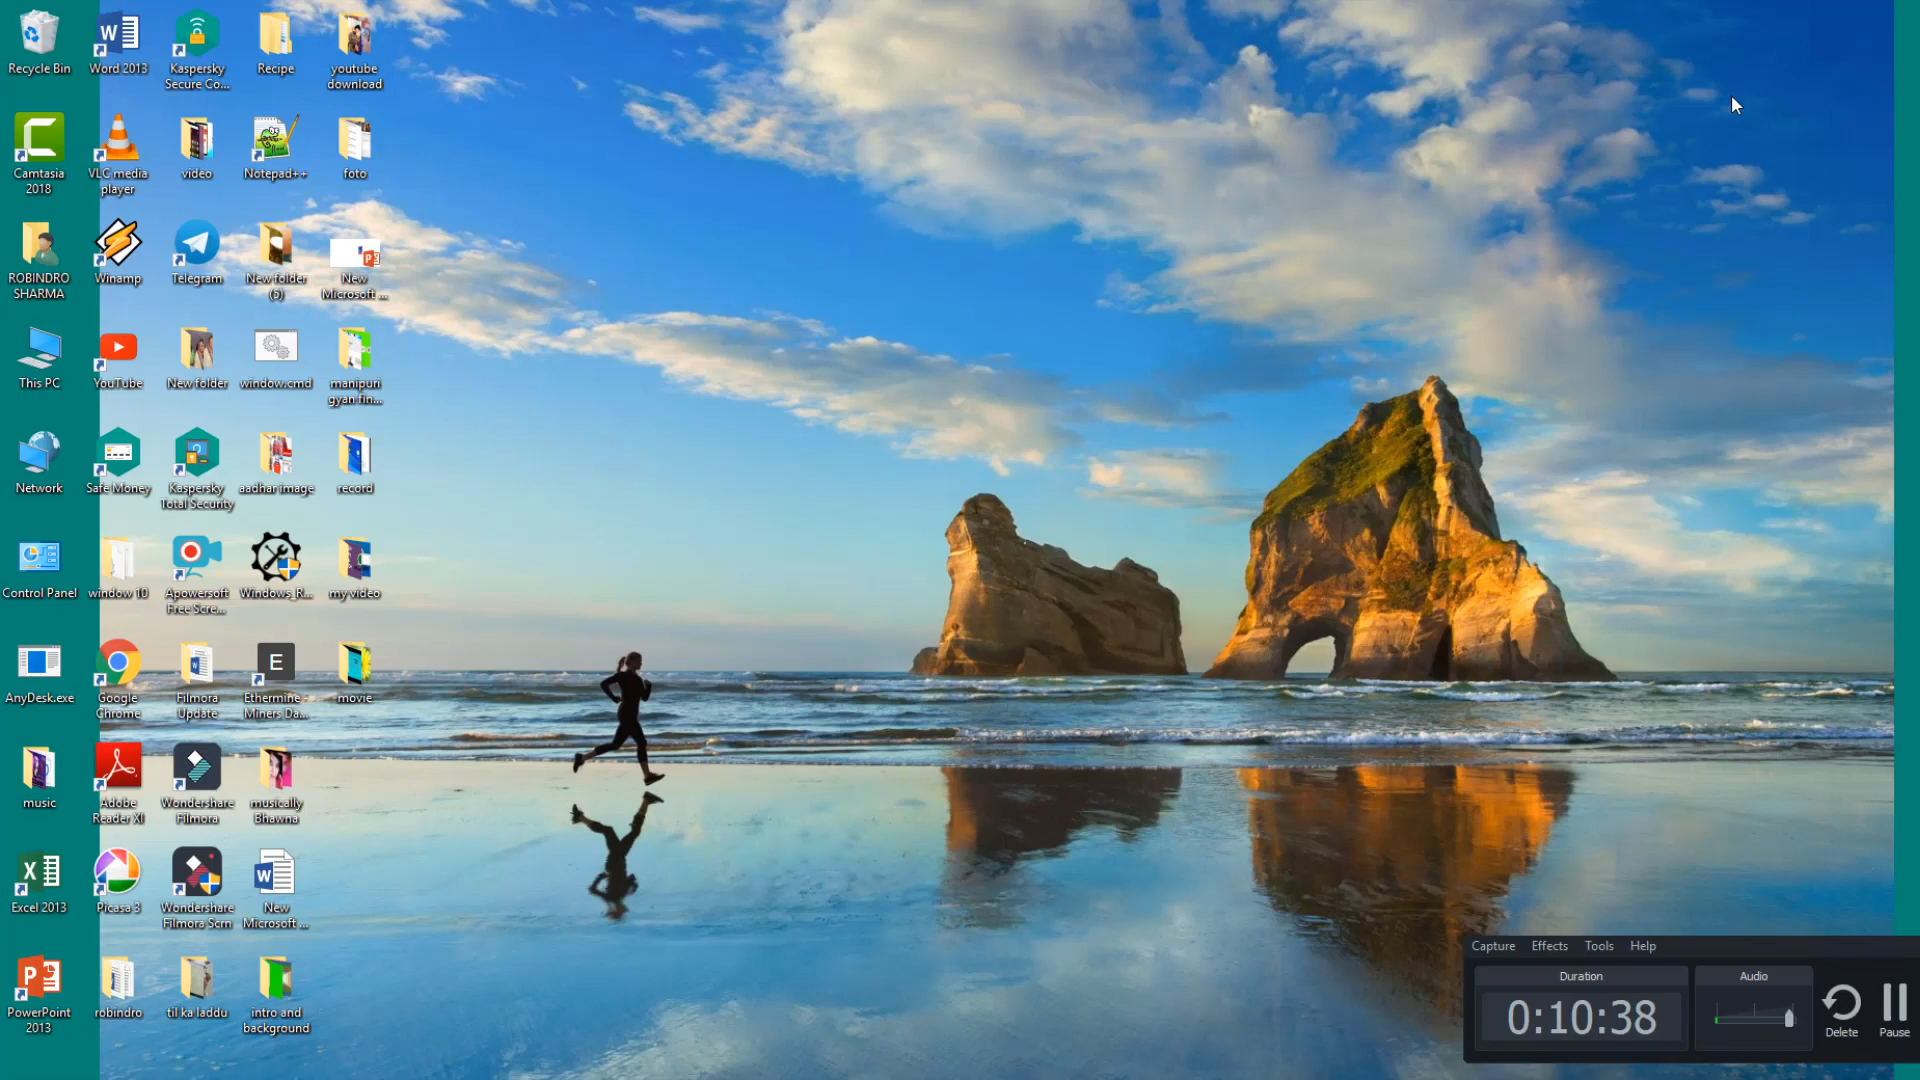 Recycle Bin
Word 2013
Kaspersky
Secure Co...
Recipe
youtube
download
Camtasia
2018
VLC media
player
video
Notepad++
foto
ROBINDRO
SHARMA
Winamp
Telegram
New folder
(5)
New
Microsoft ...
This PC
YouTube
New folder
window.cmd
manipuri
gyan fin...
Network
Safe Money
Kaspersky
Total Security
aadhar image
record
Control Panel
window 10
Apowersoft
Free Scre...
Windows_R...
my video
AnyDesk.exe
Google
Chrome
Filmora
Update
E
Ethermine -
Miners Da...
movie
music
Adobe
Reader XI
Wondershare
Filmora
musically
Bhawna
Excel 2013
Picasa 3
Wondershare
Filmora Scrn
New
Microsoft ...
PowerPoint
2013
robindro
til ka laddu
intro and
background
Capture Effects Tools Help
Duration
Audio
0:10:38
Delete
Pause